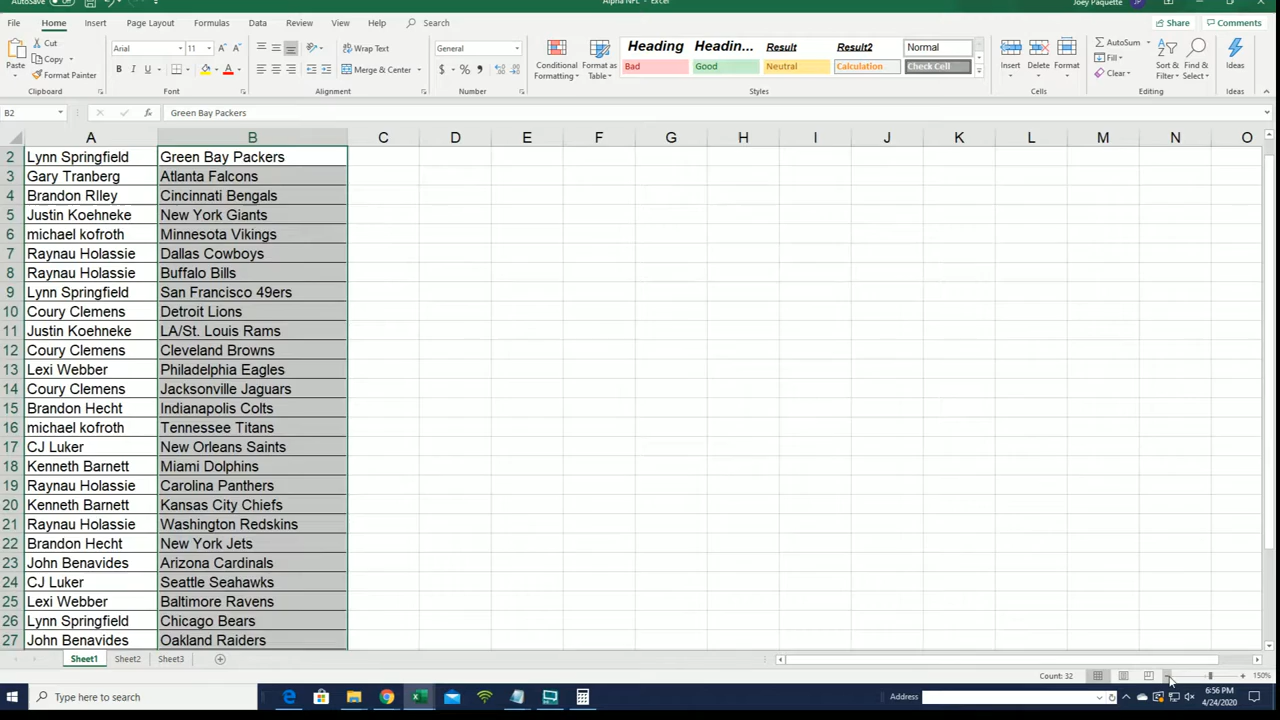 AutoSave Off Alpha NFL - Excel Joey Paquette JP
File Home Insert Page Layout Formulas Data Review View Help Search Share Comments
Paste Cut Copy Format Painter Clipboard
Arial 11 A A B I U A Font
Wrap Text Merge & Center Alignment
General $ % Number
Conditional Formatting Format as Table
Heading Headin... Result Result2 Normal
Bad Good Neutral Calculation Check Cell
Styles
Insert Delete Format Cells
AutoSum Fill Clear Sort & Filter Find & Select Editing
Ideas Ideas
B2 fx Green Bay Packers
A B C D E F G H I J K L M N O
2 Lynn Springfield Green Bay Packers
3 Gary Tranberg Atlanta Falcons
4 Brandon RIley Cincinnati Bengals
5 Justin Koehneke New York Giants
6 michael kofroth Minnesota Vikings
7 Raynau Holassie Dallas Cowboys
8 Raynau Holassie Buffalo Bills
9 Lynn Springfield San Francisco 49ers
10 Coury Clemens Detroit Lions
11 Justin Koehneke LA/St. Louis Rams
12 Coury Clemens Cleveland Browns
13 Lexi Webber Philadelphia Eagles
14 Coury Clemens Jacksonville Jaguars
15 Brandon Hecht Indianapolis Colts
16 michael kofroth Tennessee Titans
17 CJ Luker New Orleans Saints
18 Kenneth Barnett Miami Dolphins
19 Raynau Holassie Carolina Panthers
20 Kenneth Barnett Kansas City Chiefs
21 Raynau Holassie Washington Redskins
22 Brandon Hecht New York Jets
23 John Benavides Arizona Cardinals
24 CJ Luker Seattle Seahawks
25 Lexi Webber Baltimore Ravens
26 Lynn Springfield Chicago Bears
27 John Benavides Oakland Raiders
Sheet1 Sheet2 Sheet3
Count: 32 150%
Type here to search Address 6:56 PM
4/24/2020